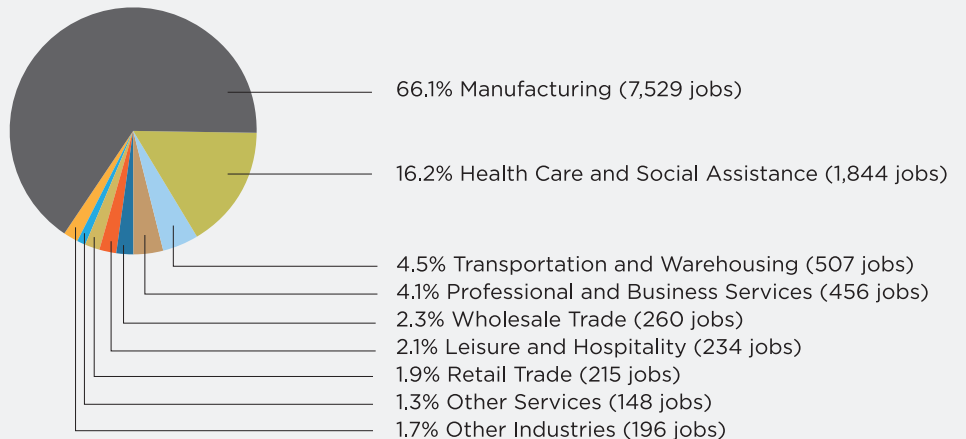 66.1% Manufacturing (7,529 jobs)
16.2% Health Care and Social Assistance (1,844 jobs)
4.5% Transportation and Warehousing (507 jobs)
4.1% Professional and Business Services (456 jobs)
2.3% Wholesale Trade (260 jobs)
2.1% Leisure and Hospitality (234 jobs)
1.9% Retail Trade (215 jobs)
1.3% Other Services (148 jobs)
1.7% Other Industries (196 jobs)